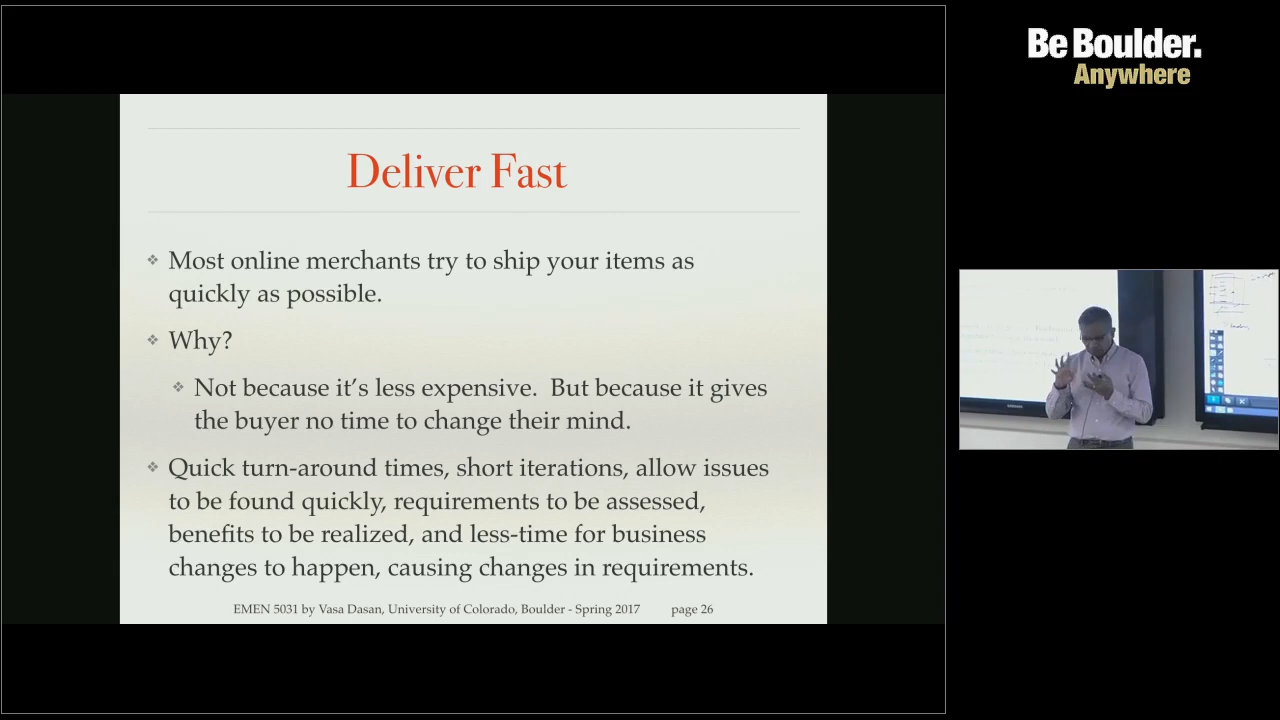 Be Boulder.
Anywhere
Deliver Fast
❖ Most online merchants try to ship your items as
quickly as possible.
❖ Why?
❖ Not because it’s less expensive.  But because it gives
the buyer no time to change their mind.
❖ Quick turn-around times, short iterations, allow issues
to be found quickly, requirements to be assessed,
benefits to be realized, and less-time for business
changes to happen, causing changes in requirements.
EMEN 5031 by Vasa Dasan, University of Colorado, Boulder - Spring 2017 page 26